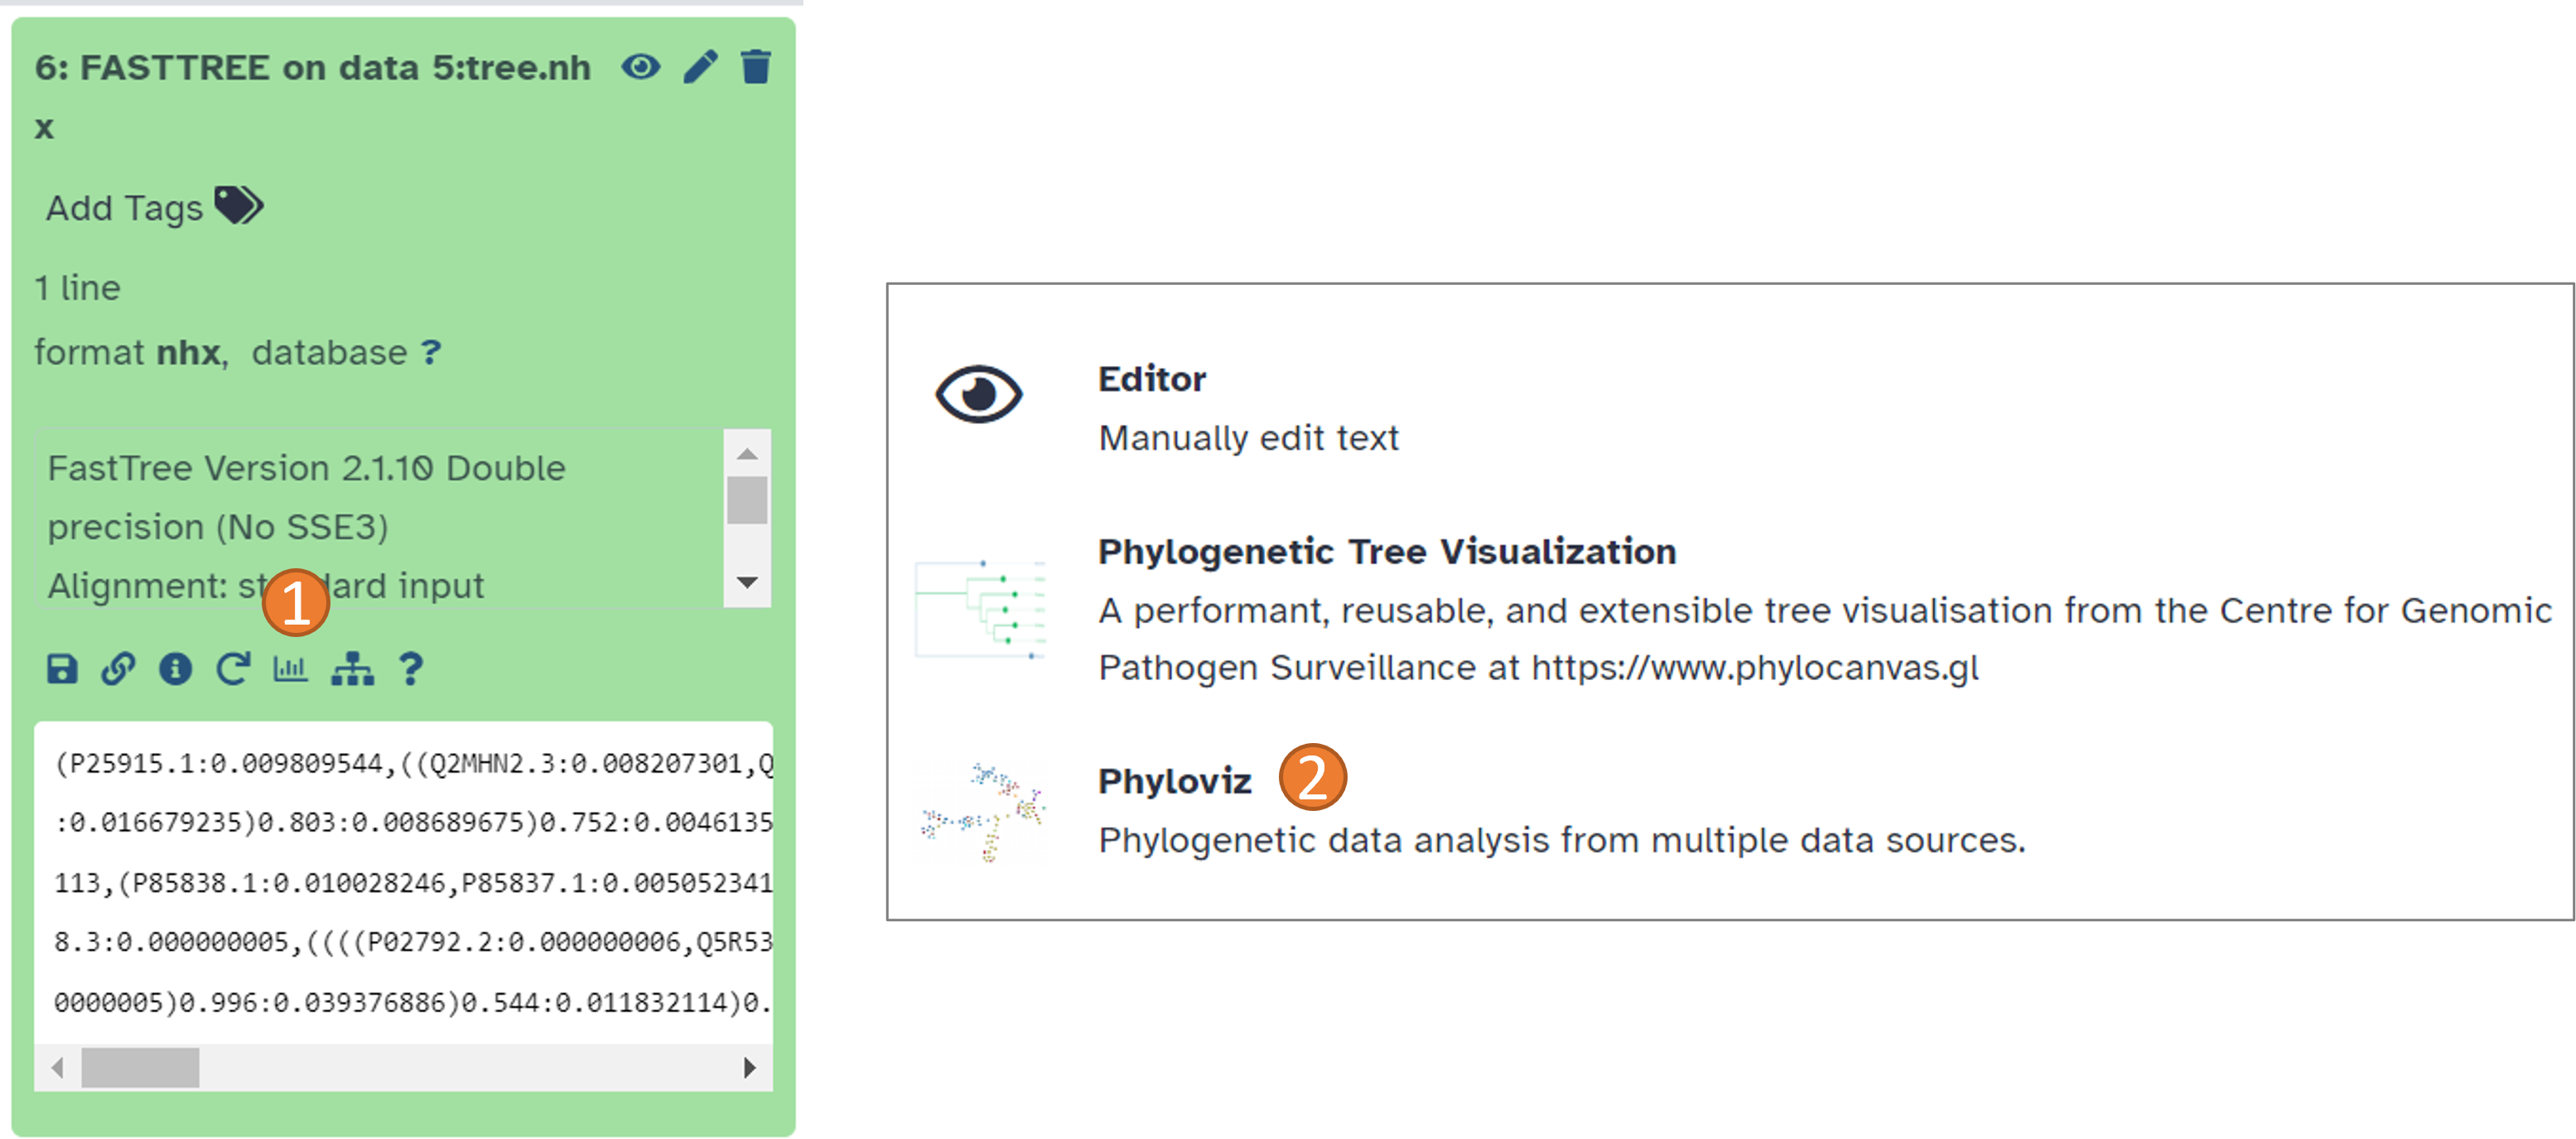 6: FASTTREE on data 5:tree.nh
x
Add Tags
1 line
format nhx, database ?
FastTree Version 2.1.10 Double
precision (No SSE3)
Alignment: st dard input
1
?
(P25915.1:0.009809544,((Q2MHN2.3:0.008207301,Q
:0.016679235)0.803:0.008689675)0.752:0.0046135
113,(P85838.1:0.010028246,P85837.1:0.005052341
8.3:0.000000005,((((P02792.2:0.000000006,Q5R53
0000005)0.996:0.039376886)0.544:0.011832114)0.
Editor
Manually edit text
Phylogenetic Tree Visualization
A performant, reusable, and extensible tree visualisation from the Centre for Genomic
Pathogen Surveillance at https://www.phylocanvas.gl
Phyloviz 2
Phylogenetic data analysis from multiple data sources.